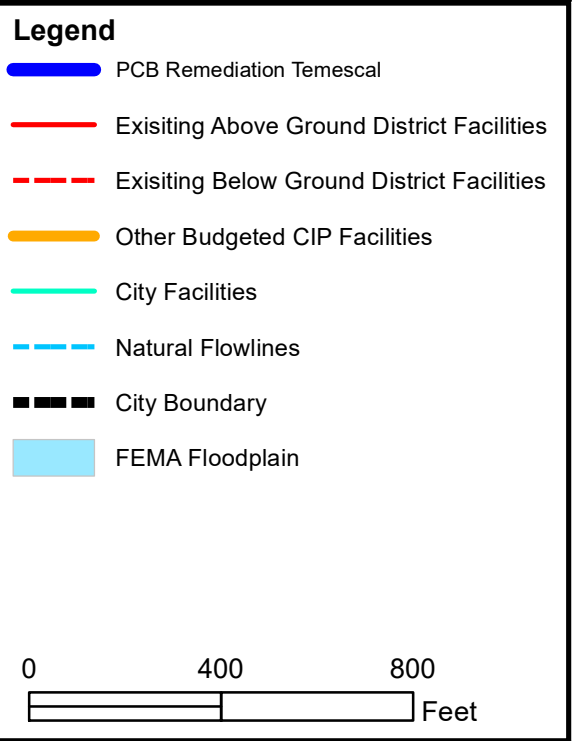 Legend
PCB Remediation Temescal
Exisiting Above Ground District Facilities
Exisiting Below Ground District Facilities
Other Budgeted CIP Facilities
City Facilities
Natural Flowlines
City Boundary
FEMA Floodplain
0 400 800
Feet